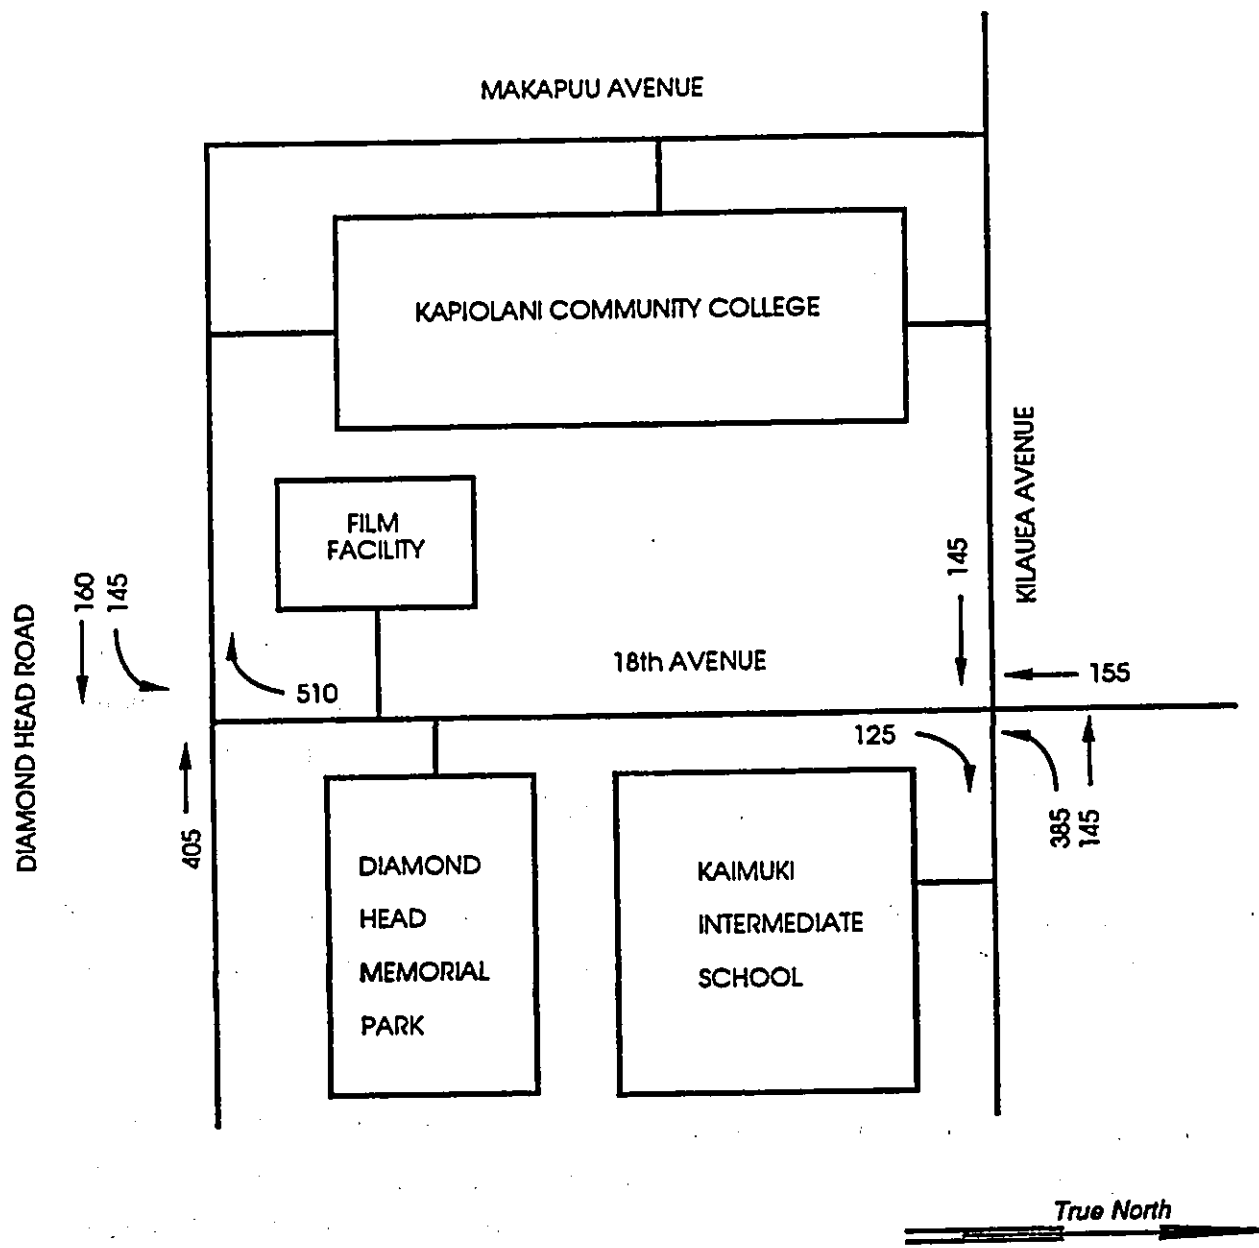 MAKAPUU AVENUE
KAPIOLANI COMMUNITY COLLEGE
KILAUEA AVENUE
FILM
FACILITY
145
160
145
DIAMOND HEAD ROAD
18th AVENUE
155
510
125
405
385
145
DIAMOND
HEAD
MEMORIAL
PARK
KAIMUKI
INTERMEDIATE
SCHOOL
True North